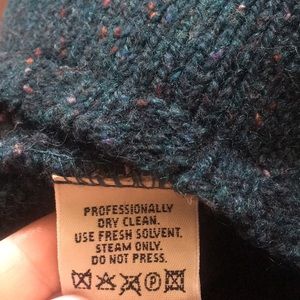 PROFESSIONALLY
DRY CLEAN.
USE FRESH SOLVENT.
STEAM ONLY.
DO NOT PRESS.
P